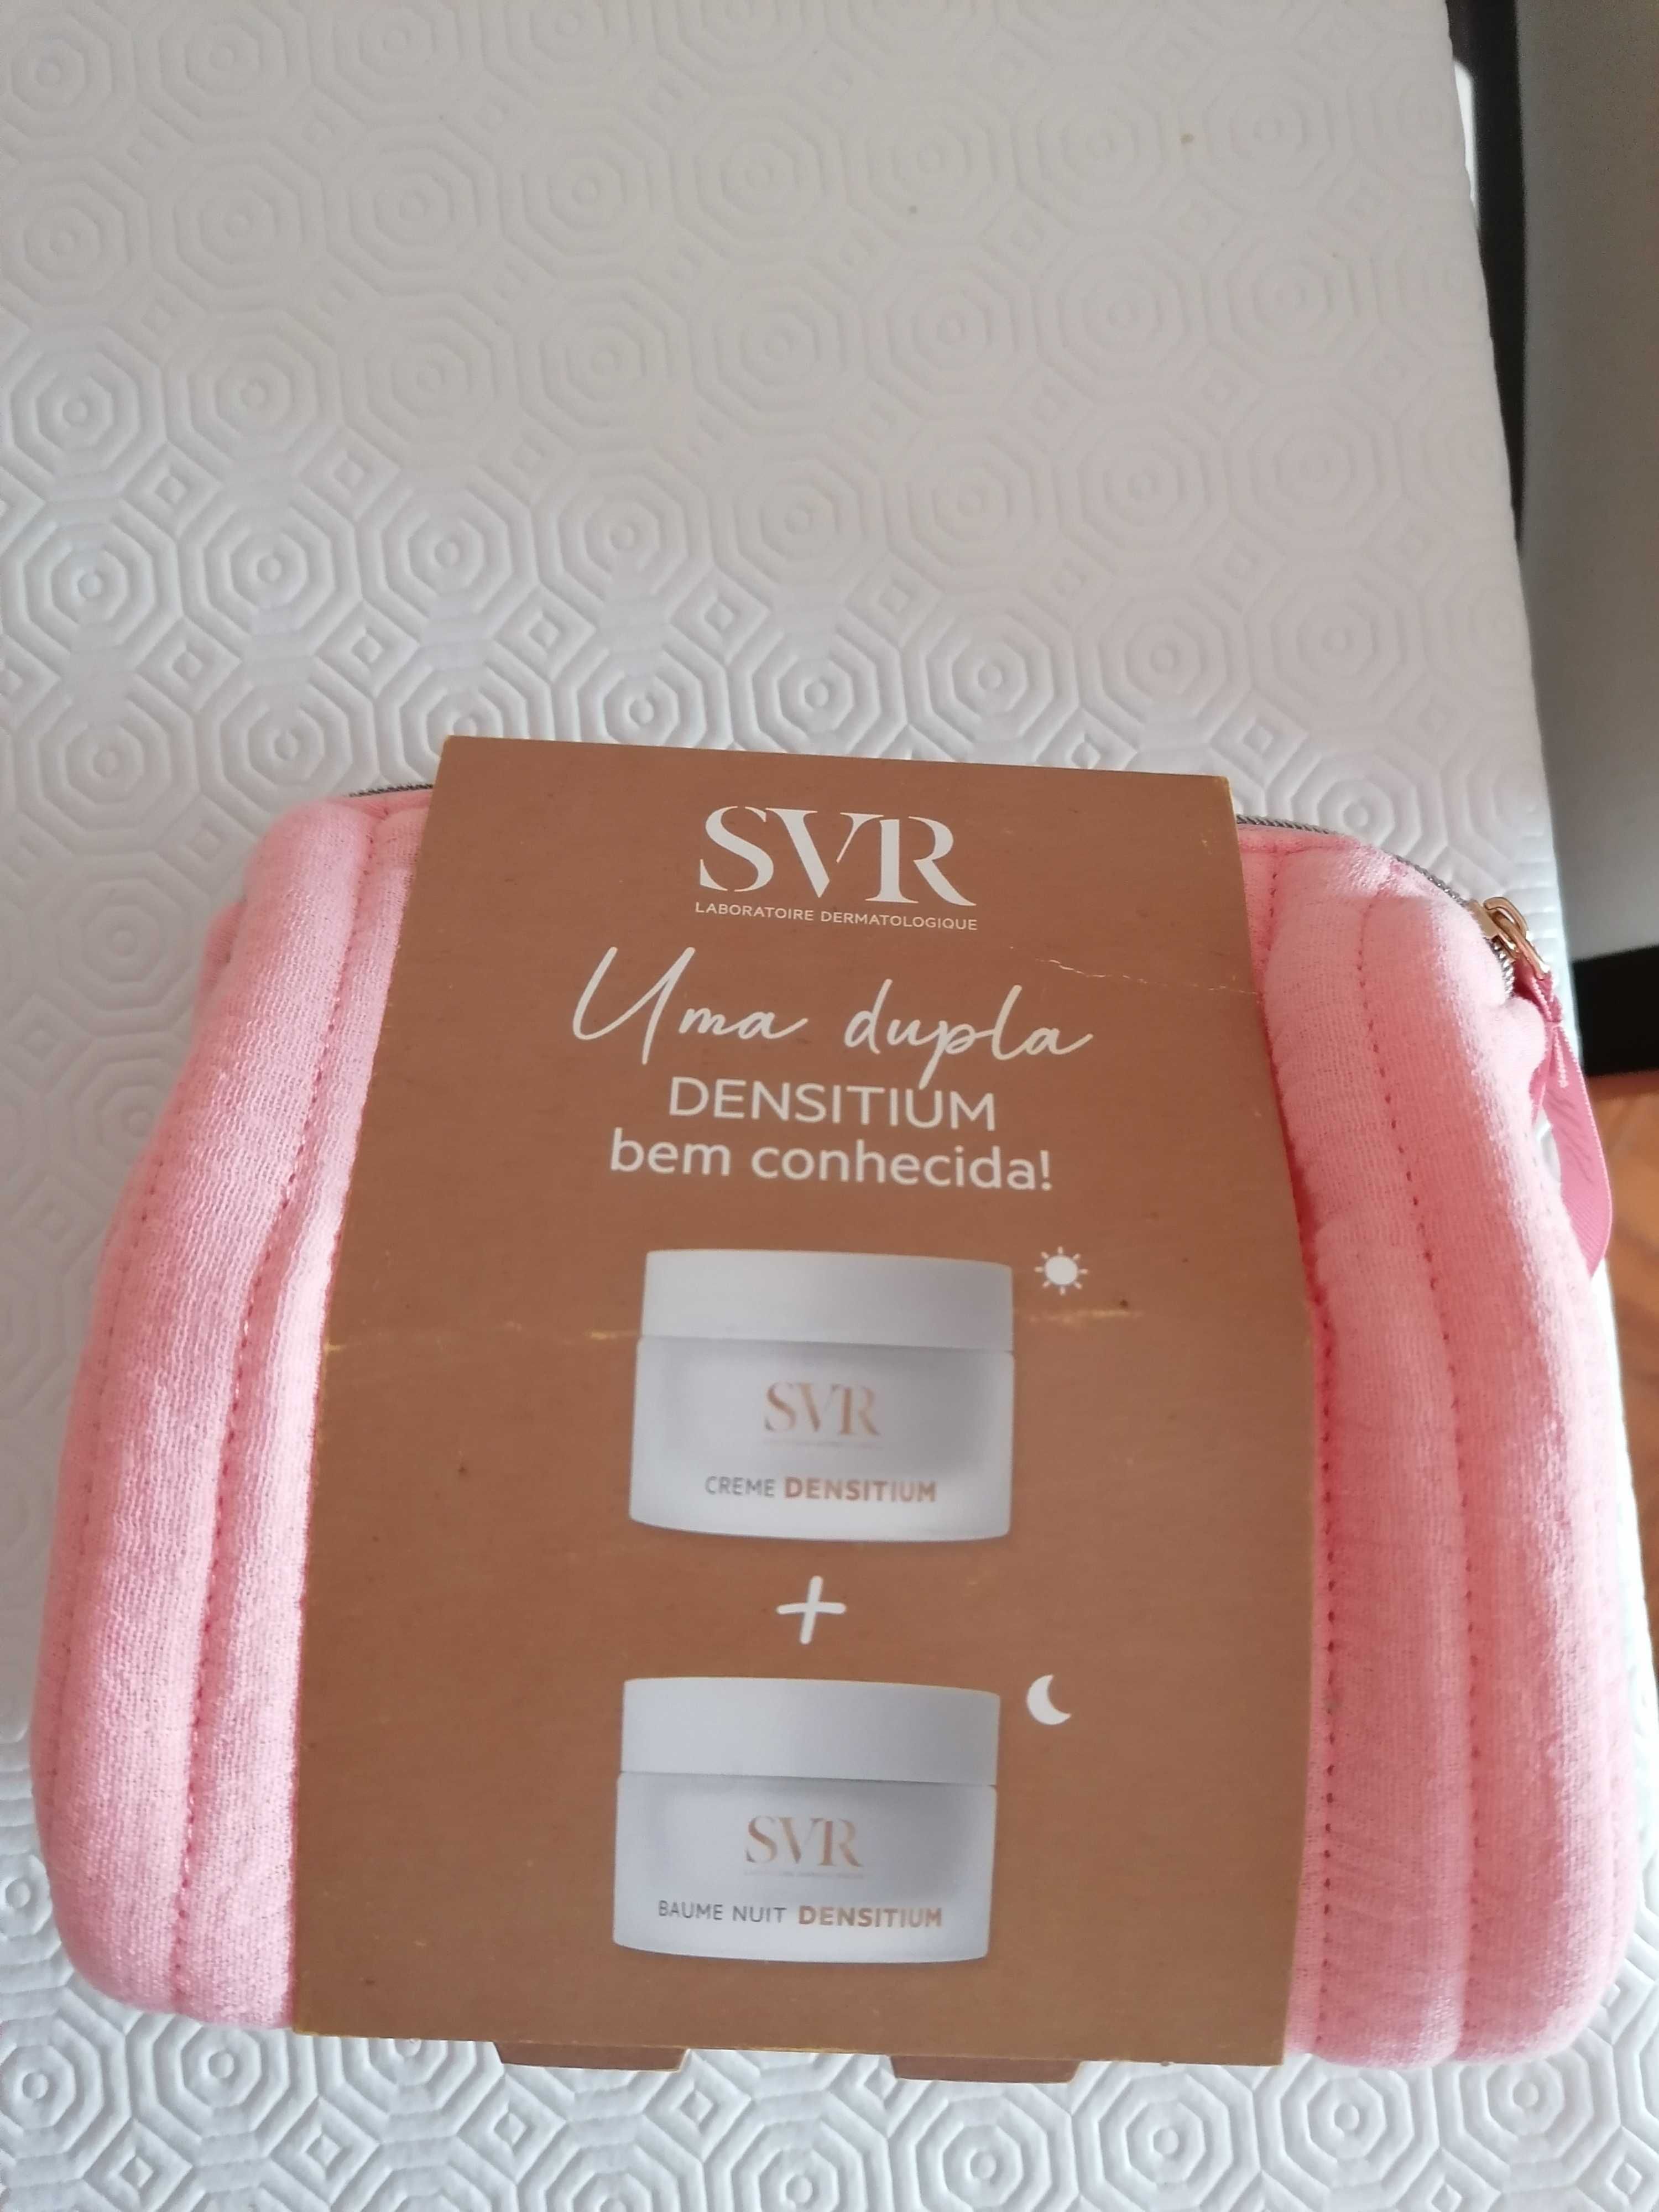 SVR
LABORATOIRE DERMATOLOGIQUE
Uma dupla
DENSITIUM
bem conhecida!
SVR
CREME DENSITIUM
+
SVR
BAUME NUIT DENSITIUM